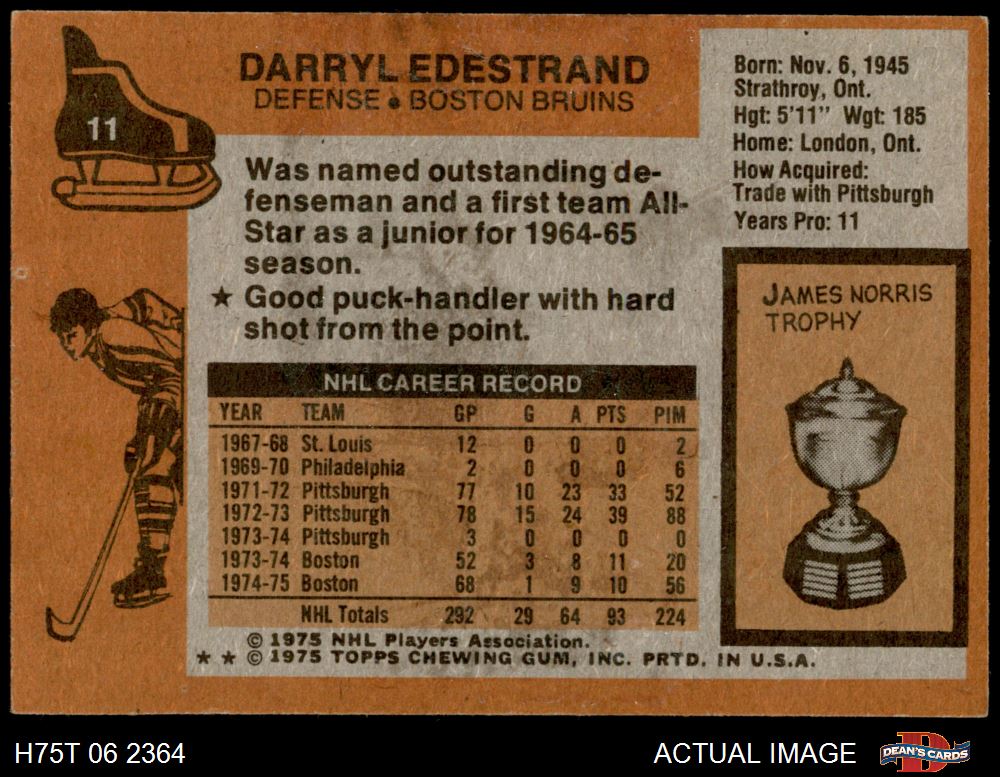 11
DARRYL EDESTRAND
DEFENSE • BOSTON BRUINS
Born: Nov. 6, 1945
Strathroy, Ont.
Hgt: 5'11" Wgt: 185
Home: London, Ont.
How Acquired:
Trade with Pittsburgh
Years Pro: 11
Was named outstanding de-
fenseman and a first team All-
Star as a junior for 1964-65
season.
★ Good puck-handler with hard
shot from the point.
JAMES NORRIS
TROPHY
NHL CAREER RECORD
YEAR TEAM GP G A PTS PIM
1967-68 St. Louis 12 0 0 0 2
1969-70 Philadelphia 2 0 0 0 6
1971-72 Pittsburgh 77 10 23 33 52
1972-73 Pittsburgh 78 15 24 39 88
1973-74 Pittsburgh 3 0 0 0 0
1973-74 Boston 52 3 8 11 20
1974-75 Boston 68 1 9 10 56
NHL Totals 292 29 64 93 224
© 1975 NHL Players Association.
★ ★ © 1975 TOPPS CHEWING GUM, INC. PRTD. IN U.S.A.
H75T 06 2364
ACTUAL IMAGE
D
DEAN'S CARDS